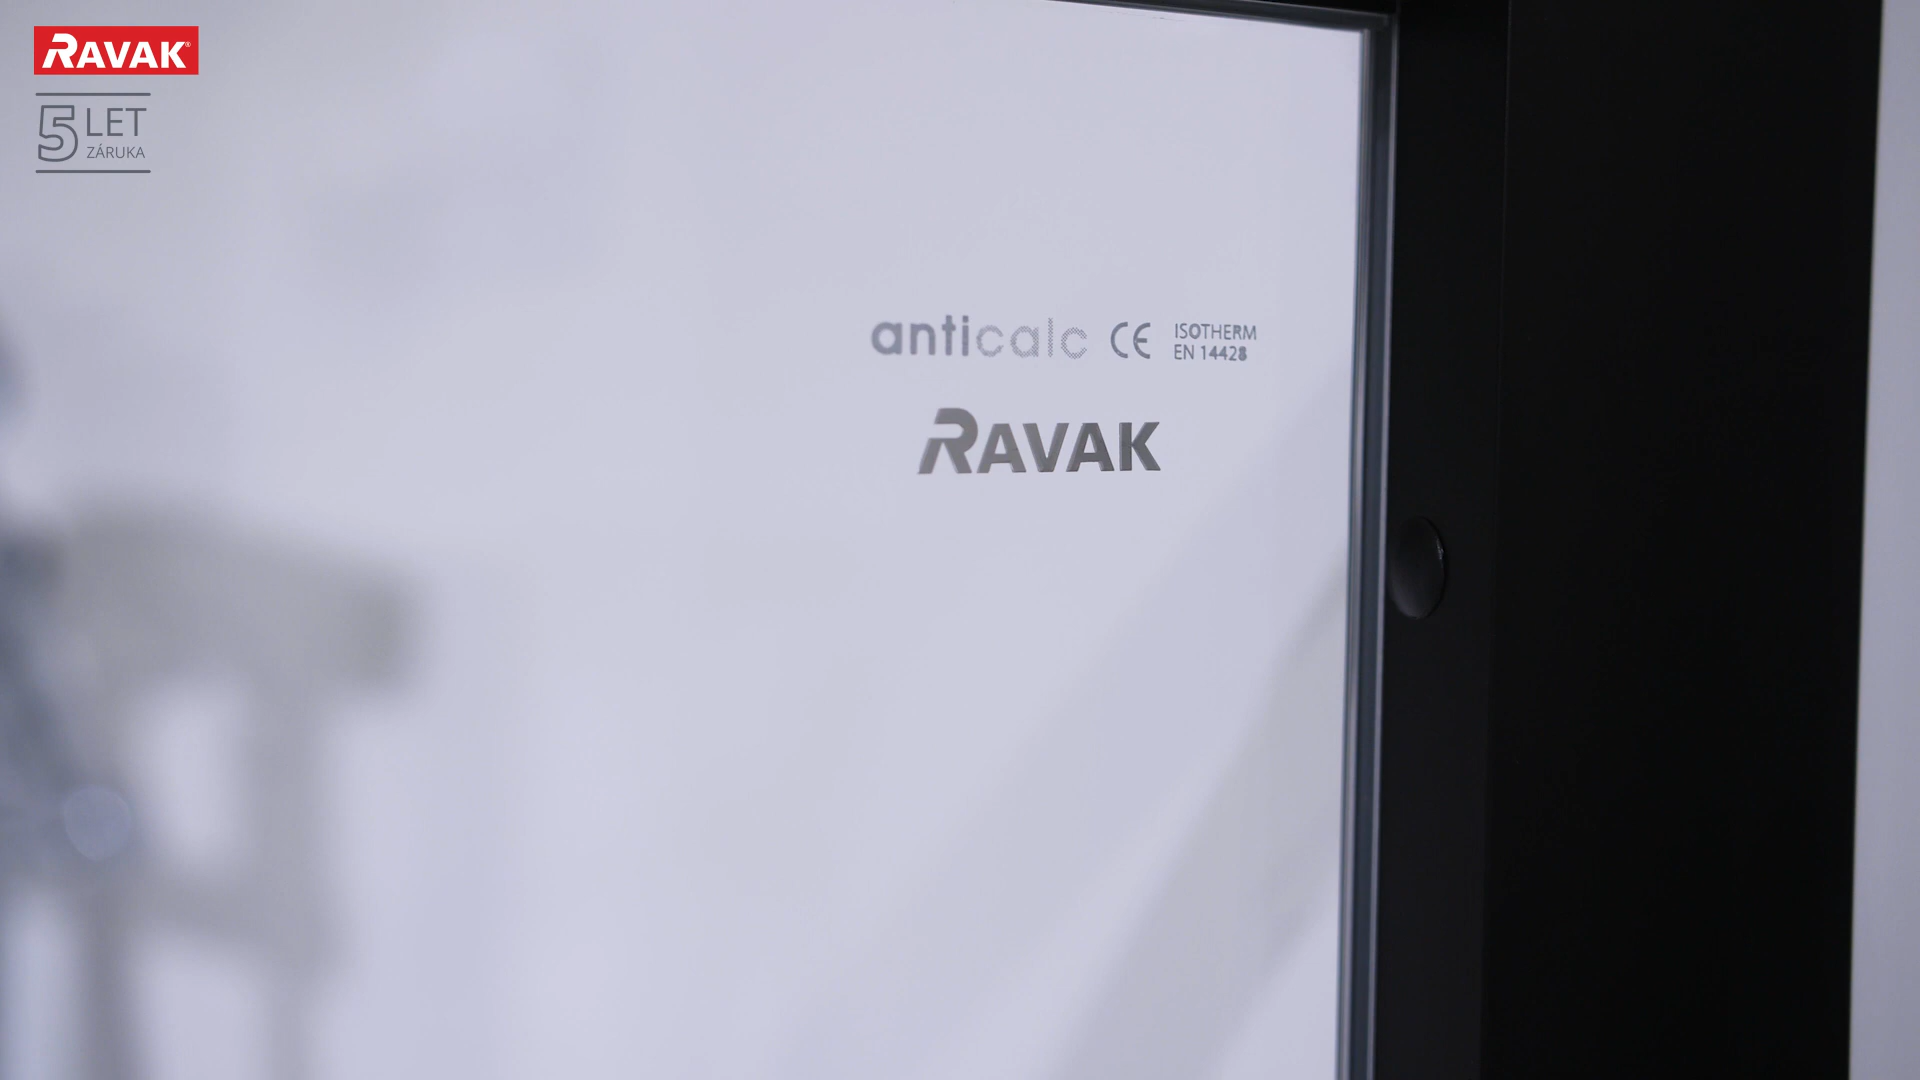 RAVAK®
5 LET
ZÁRUKA
anticalc CE ISOTHERM
EN 14428
RAVAK